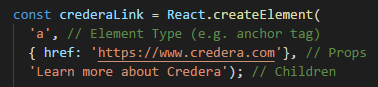 const crederaLink = React.createElement(
'a', // Element Type (e.g. anchor tag)
{ href: 'https://www.credera.com'}, // Props
'Learn more about Credera'); // Children